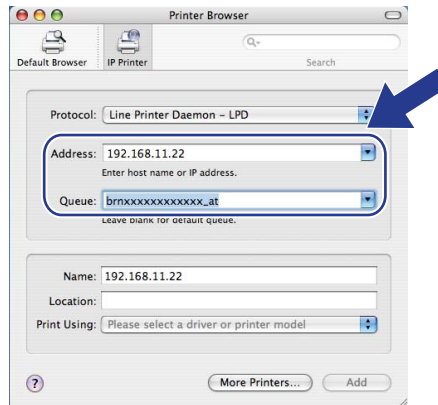 Printer Browser
Default Browser IP Printer Search
Protocol: Line Printer Daemon – LPD
Address: 192.168.11.22
Enter host name or IP address.
Queue: brnxxxxxxxxxxxx_at
Leave blank for default queue.
Name: 192.168.11.22
Location:
Print Using: Please select a driver or printer model
? More Printers... Add